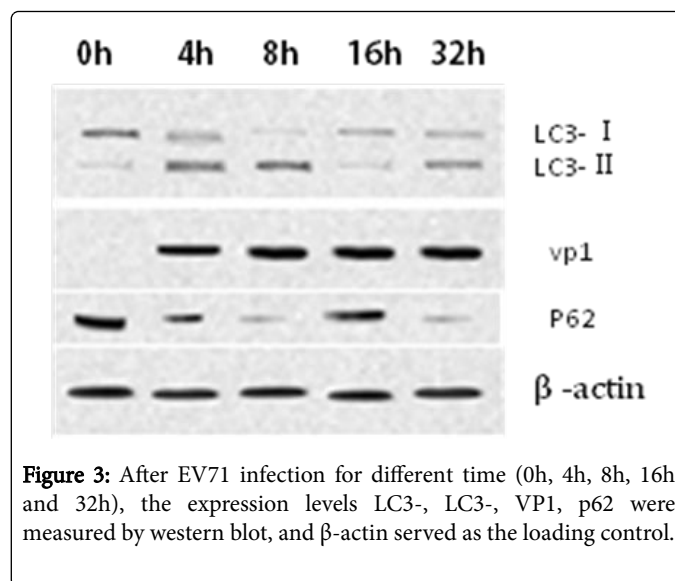 0h 4h 8h 16h 32h
LC3- I
LC3- II
vp1
P62
β -actin
Figure 3: After EV71 infection for different time (0h, 4h, 8h, 16h
and 32h), the expression levels LC3-, LC3-, VP1, p62 were
measured by western blot, and β-actin served as the loading control.